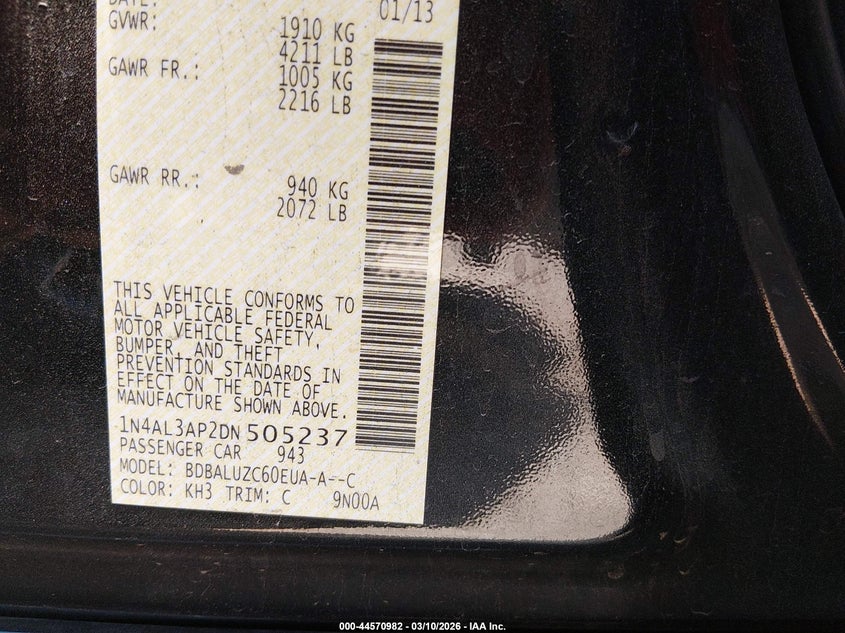 DATE:
01/13
GVWR: 1910 KG
4211 LB
GAWR FR.: 1005 KG
2216 LB
GAWR RR.: 940 KG
2072 LB
THIS VEHICLE CONFORMS TO
ALL APPLICABLE FEDERAL
MOTOR VEHICLE SAFETY,
BUMPER, AND THEFT
PREVENTION STANDARDS IN
EFFECT ON THE DATE OF
MANUFACTURE SHOWN ABOVE.
1N4AL3AP2DN505237
PASSENGER CAR 943
MODEL: BDBALUZC60EUA-A--C
COLOR: KH3 TRIM: C 9N00A
000-44570982 - 03/10/2026 - IAA Inc.